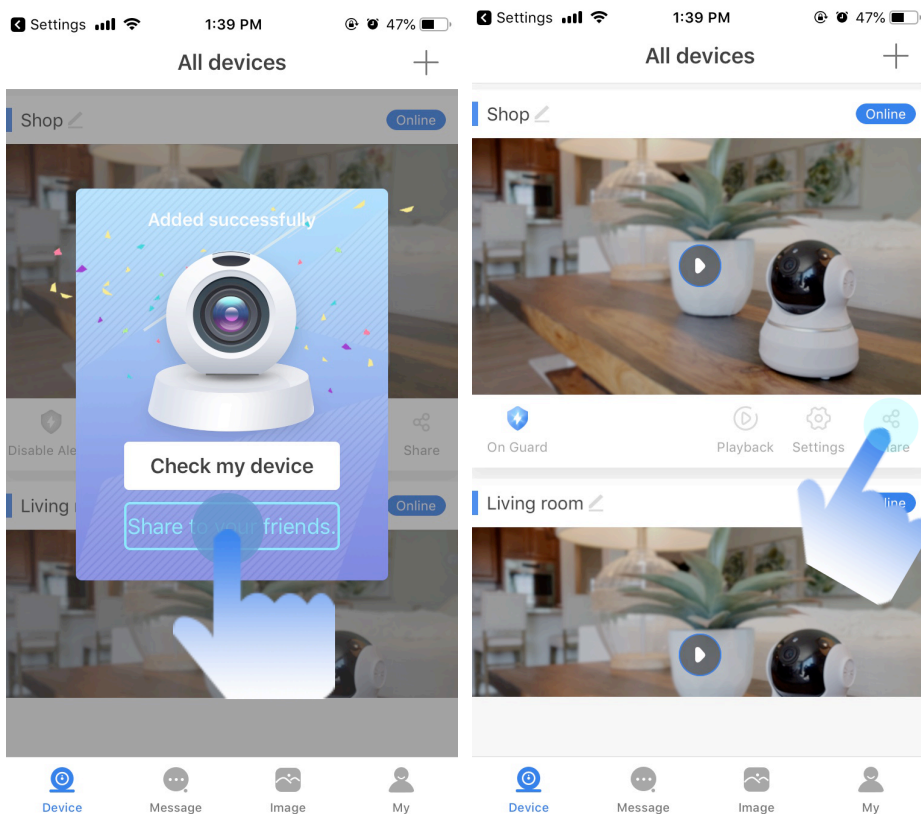 Settings
1:39 PM
47%
All devices
Shop
Online
Added successfully
Disable Ale
Share
Check my device
Living
Online
Share to your friends.
Device
Message
Image
My
Settings
1:39 PM
47%
All devices
Shop
Online
On Guard
Playback
Settings
are
Living room
line
Device
Message
Image
My